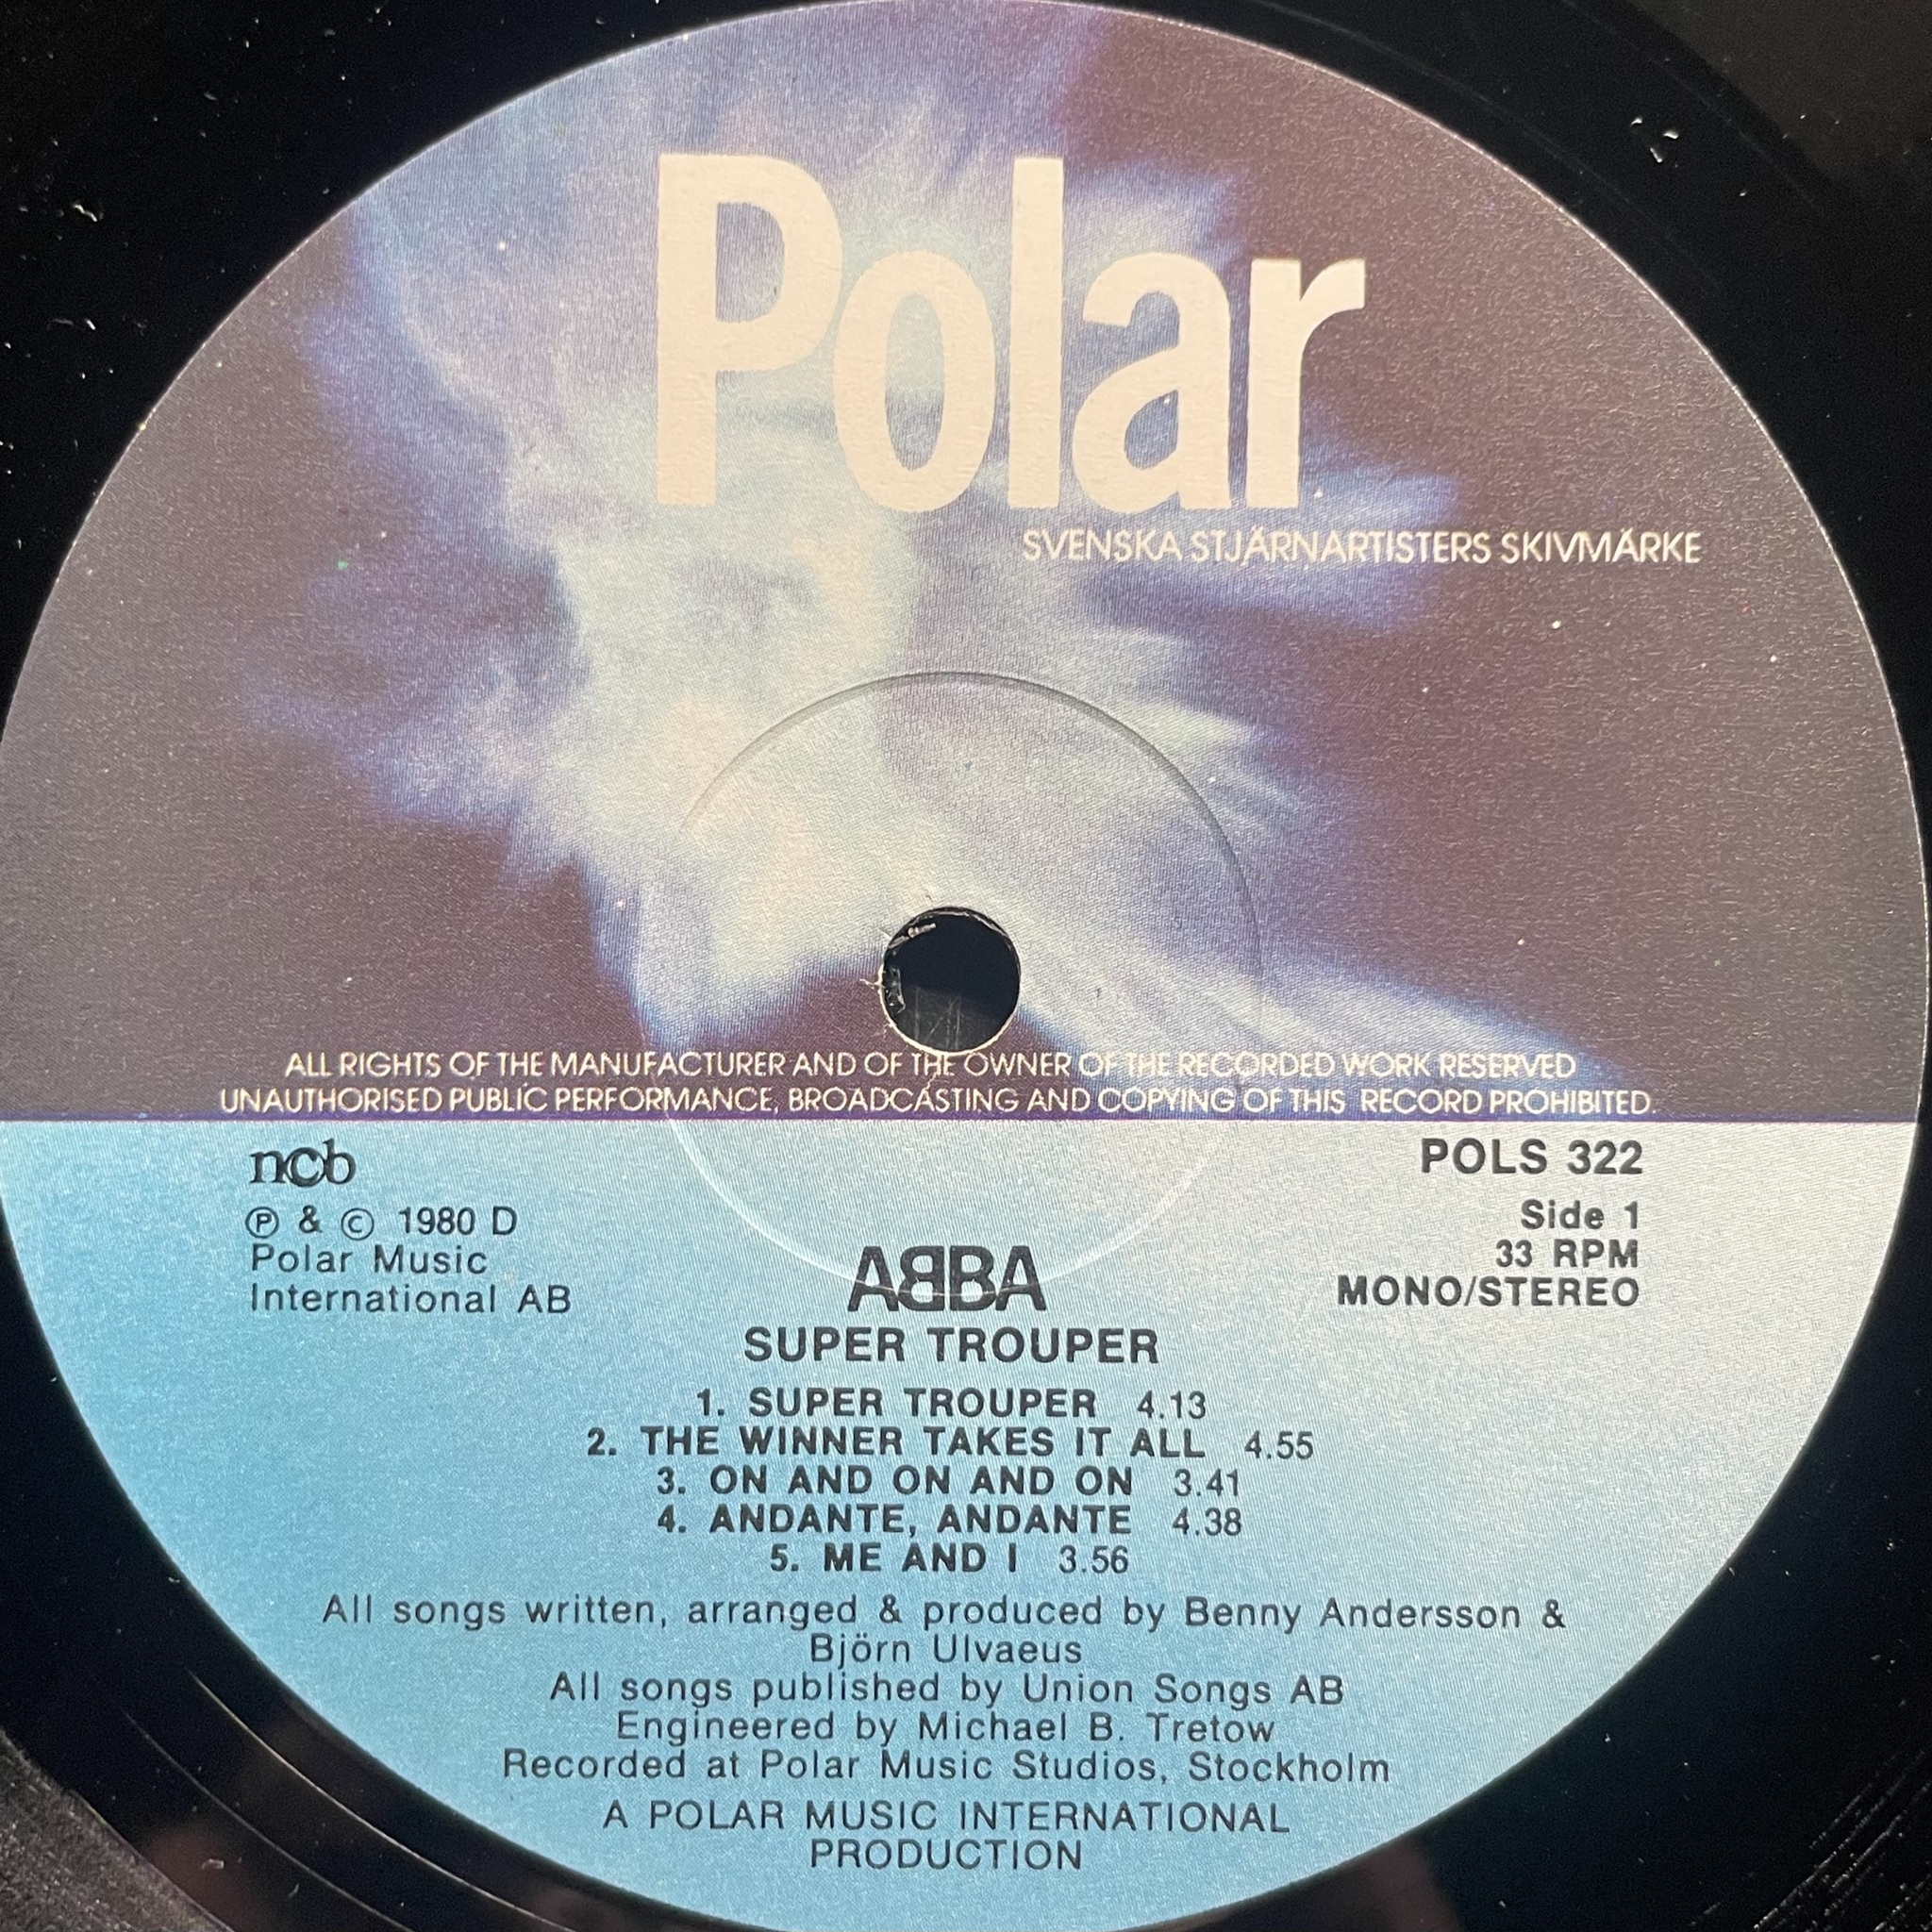 Polar
SVENSKA STJÄRNARTISTERS SKIVMÄRKE
ALL RIGHTS OF THE MANUFACTURER AND OF THE OWNER OF THE RECORDED WORK RESERVED
UNAUTHORISED PUBLIC PERFORMANCE, BROADCASTING AND COPYING OF THIS RECORD PROHIBITED.
ncb
Ⓟ & © 1980 D
Polar Music
International AB
POLS 322
Side 1
33 RPM
MONO/STEREO
AᗺBA
SUPER TROUPER
1. SUPER TROUPER 4.13
2. THE WINNER TAKES IT ALL 4.55
3. ON AND ON AND ON 3.41
4. ANDANTE, ANDANTE 4.38
5. ME AND I 3.56
All songs written, arranged & produced by Benny Andersson &
Björn Ulvaeus
All songs published by Union Songs AB
Engineered by Michael B. Tretow
Recorded at Polar Music Studios, Stockholm
A POLAR MUSIC INTERNATIONAL
PRODUCTION